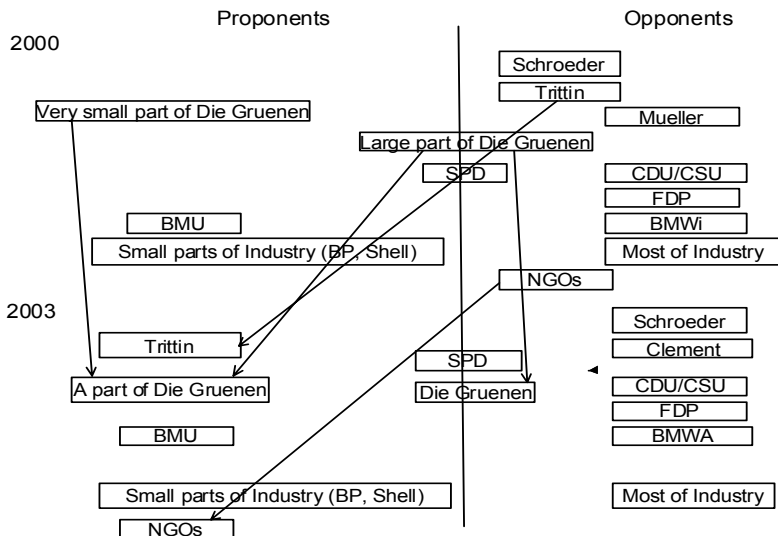 Proponents
Opponents
2000
Schroeder
Trittin
Very small part of Die Gruenen
Mueller
Large part of Die Gruenen
SPD
CDU/CSU
FDP
BMU
BMWi
Small parts of Industry (BP, Shell)
Most of Industry
NGOs
2003
Schroeder
Trittin
Clement
SPD
A part of Die Gruenen
Die Gruenen
CDU/CSU
FDP
BMU
BMWA
Small parts of Industry (BP, Shell)
Most of Industry
NGOs